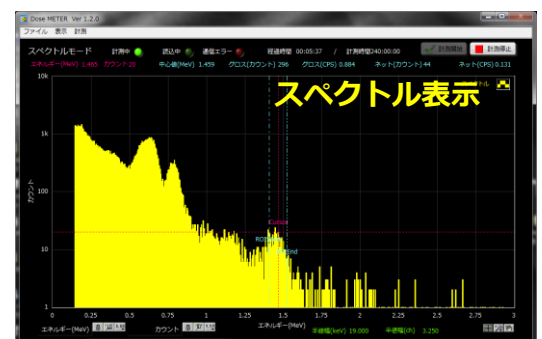 Dose METER Ver 1.2.0
ファイル 表示 計測
スペクトルモード 計測中 読込中 通信エラー 経過時間 00:05:37 / 計測時間240:00:00 計測開始 計測停止
エネルギー(MeV) 1.465 カウント 20 中心値(MeV) 1.459 グロス(カウント) 296 グロス(CPS) 0.884 ネット(カウント) 44 ネット(CPS) 0.131
スペクトル表示
10k
1k
100
10
1
カウント
Cursor
0 0.25 0.5 0.75 1 1.25 1.5 1.75 2 2.25 2.5 2.75 3
エネルギー(MeV)
エネルギー(MeV) カウント 半値幅(keV) 19.000 半値幅(ch) 3.250